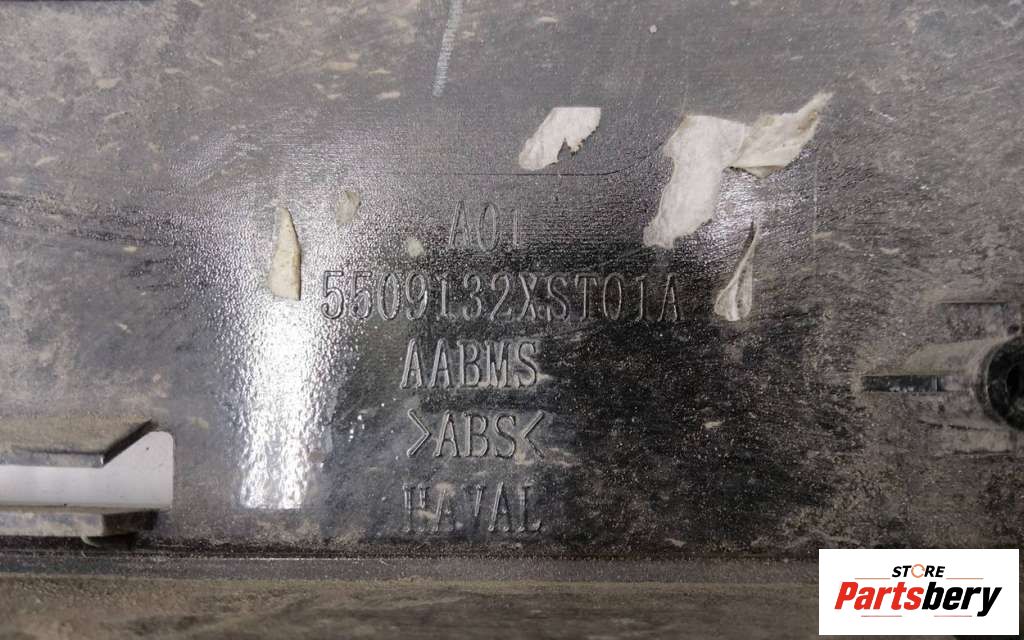 A01
5509132XST01A
AABMS
>ABS<
HAVAL
STORE
Partsbery